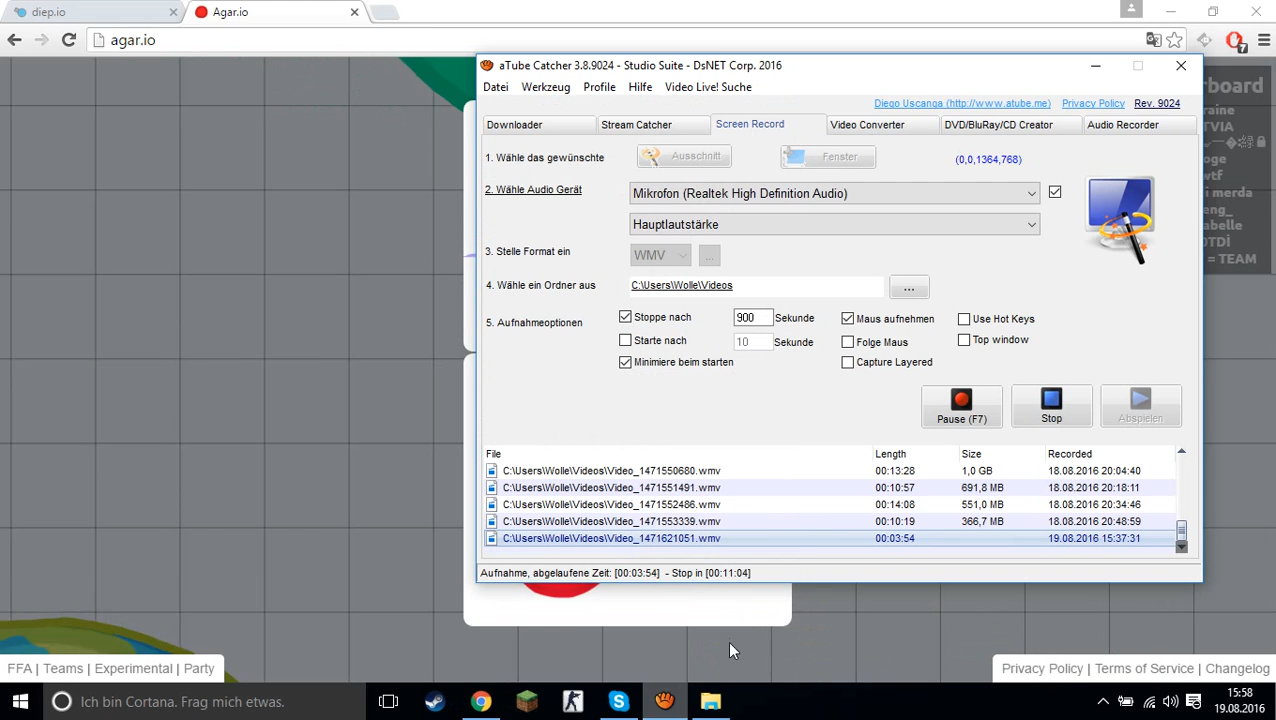 diep.io
Agar.io
agar.io
7
aTube Catcher 3.8.9024 - Studio Suite - DsNET Corp. 2016
Datei Werkzeug Profile Hilfe Video Live! Suche
Diego Uscanga (http://www.atube.me) Privacy Policy Rev. 9024
Downloader Stream Catcher Screen Record Video Converter DVD/BluRay/CD Creator Audio Recorder
1. Wähle das gewünschte Ausschnitt Fenster (0,0,1364,768)
2. Wähle Audio Gerät Mikrofon (Realtek High Definition Audio)
Hauptlautstärke
3. Stelle Format ein WMV ...
4. Wähle ein Ordner aus C:\Users\Wolle\Videos ...
5. Aufnahmeoptionen
Stoppe nach 900 Sekunde Maus aufnehmen Use Hot Keys
Starte nach 10 Sekunde Folge Maus Top window
Minimiere beim starten Capture Layered
Pause (F7) Stop Abspielen
File Length Size Recorded
C:\Users\Wolle\Videos\Video_1471550680.wmv 00:13:28 1,0 GB 18.08.2016 20:04:40
C:\Users\Wolle\Videos\Video_1471551491.wmv 00:10:57 691,8 MB 18.08.2016 20:18:11
C:\Users\Wolle\Videos\Video_1471552486.wmv 00:14:08 551,0 MB 18.08.2016 20:34:46
C:\Users\Wolle\Videos\Video_1471553339.wmv 00:10:19 366,7 MB 18.08.2016 20:48:59
C:\Users\Wolle\Videos\Video_1471621051.wmv 00:03:54 19.08.2016 15:37:31
Aufnahme, abgelaufene Zeit: [00:03:54] - Stop in [00:11:04]
FFA | Teams | Experimental | Party
Privacy Policy | Terms of Service | Changelog
Ich bin Cortana. Frag mich etwas.
15:58
19.08.2016